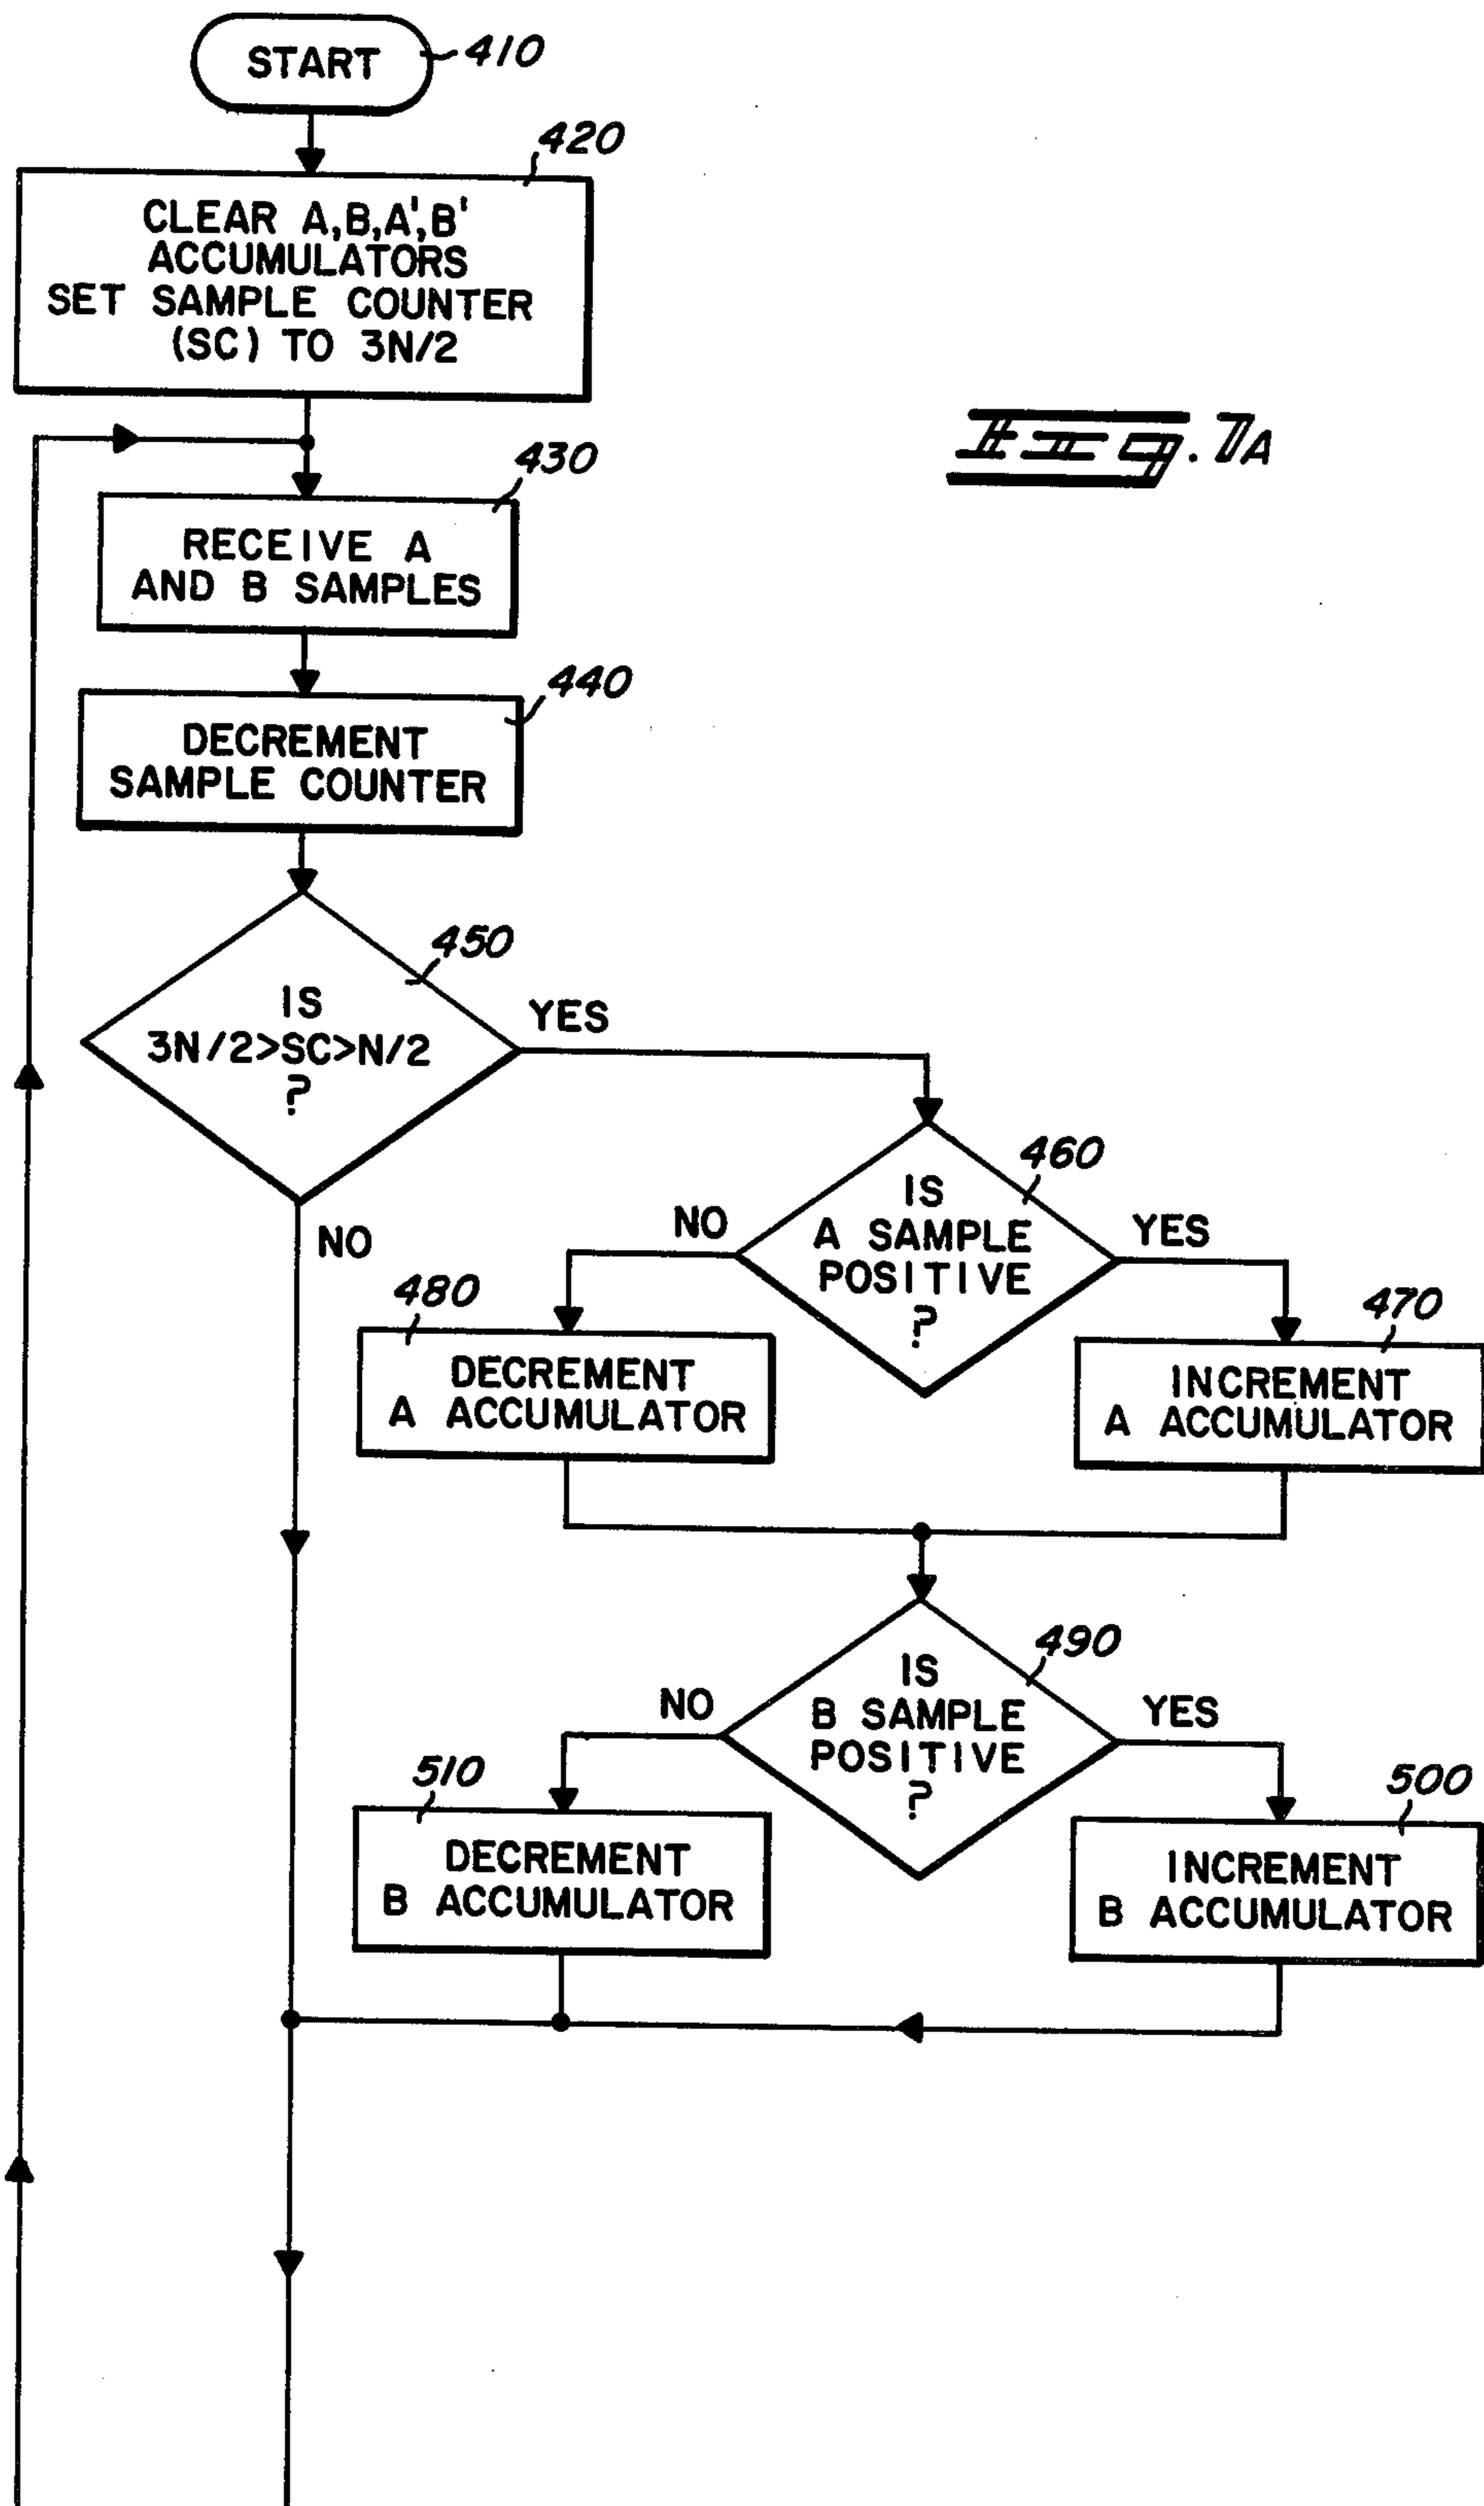 START
410
420
CLEAR A,B,A',B'
ACCUMULATORS
SET SAMPLE COUNTER
(SC) TO 3N/2
Fig. 7A
430
RECEIVE A
AND B SAMPLES
440
DECREMENT
SAMPLE COUNTER
450
IS
3N/2>SC>N/2
?
YES
NO
460
IS
A SAMPLE
POSITIVE
?
NO
YES
480
DECREMENT
A ACCUMULATOR
470
INCREMENT
A ACCUMULATOR
490
IS
B SAMPLE
POSITIVE
?
NO
YES
510
DECREMENT
B ACCUMULATOR
500
INCREMENT
B ACCUMULATOR